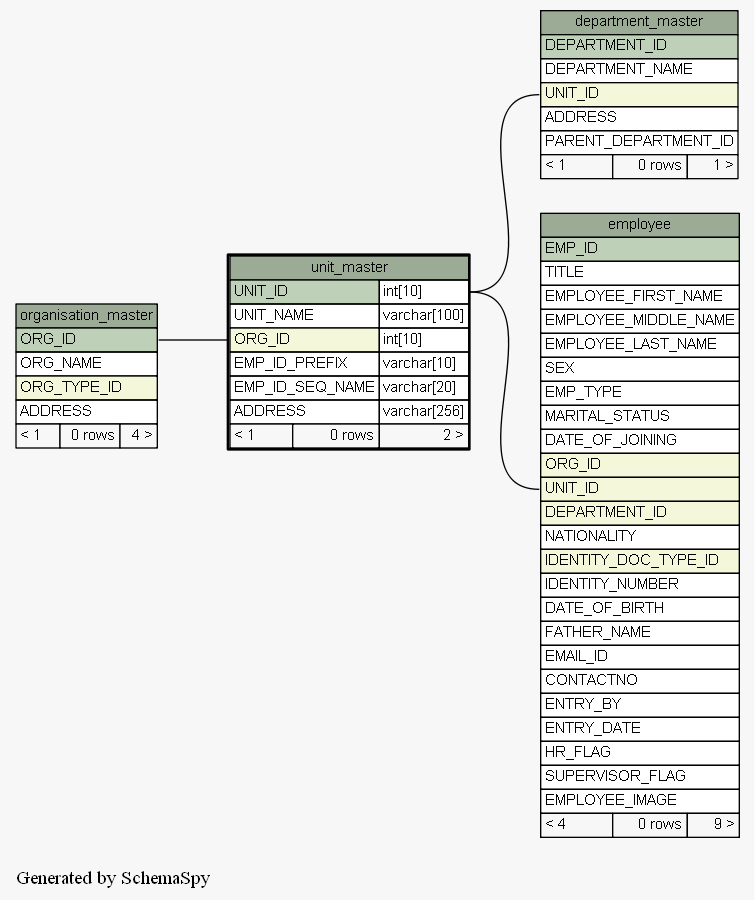 department_master
DEPARTMENT_ID
DEPARTMENT_NAME
UNIT_ID
ADDRESS
PARENT_DEPARTMENT_ID
< 1 0 rows 1 >
employee
EMP_ID
TITLE
EMPLOYEE_FIRST_NAME
EMPLOYEE_MIDDLE_NAME
EMPLOYEE_LAST_NAME
SEX
EMP_TYPE
MARITAL_STATUS
DATE_OF_JOINING
ORG_ID
UNIT_ID
DEPARTMENT_ID
NATIONALITY
IDENTITY_DOC_TYPE_ID
IDENTITY_NUMBER
DATE_OF_BIRTH
FATHER_NAME
EMAIL_ID
CONTACTNO
ENTRY_BY
ENTRY_DATE
HR_FLAG
SUPERVISOR_FLAG
EMPLOYEE_IMAGE
< 4 0 rows 9 >
unit_master
UNIT_ID int[10]
UNIT_NAME varchar[100]
ORG_ID int[10]
EMP_ID_PREFIX varchar[10]
EMP_ID_SEQ_NAME varchar[20]
ADDRESS varchar[256]
< 1 0 rows 2 >
organisation_master
ORG_ID
ORG_NAME
ORG_TYPE_ID
ADDRESS
< 1 0 rows 4 >
Generated by SchemaSpy